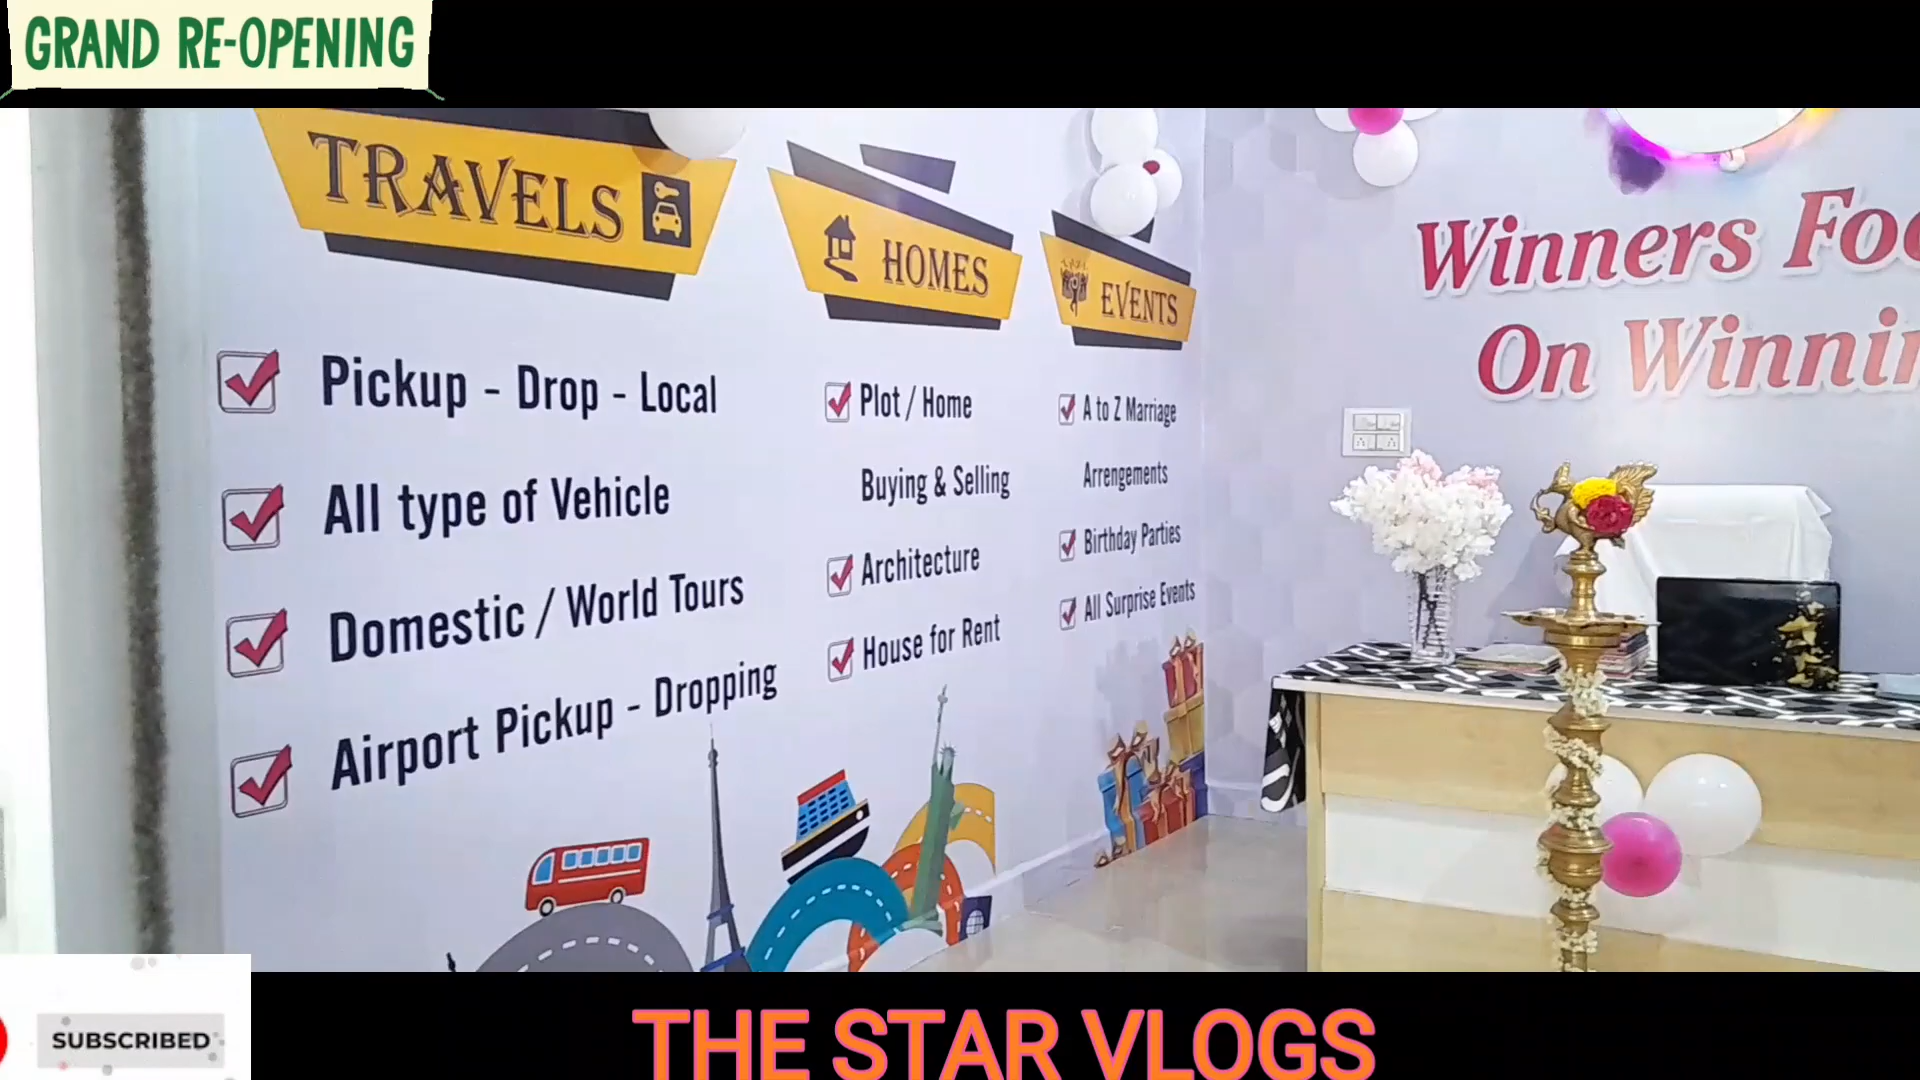 GRAND RE-OPENING
TRAVELS
Pickup - Drop - Local
All type of Vehicle
Domestic / World Tours
Airport Pickup - Dropping
HOMES
Plot / Home
Buying & Selling
Architecture
House for Rent
EVENTS
A to Z Marriage
Arrengements
Birthday Parties
All Surprise Events
Winners
On
SUBSCRIBED
THE STAR VLOGS